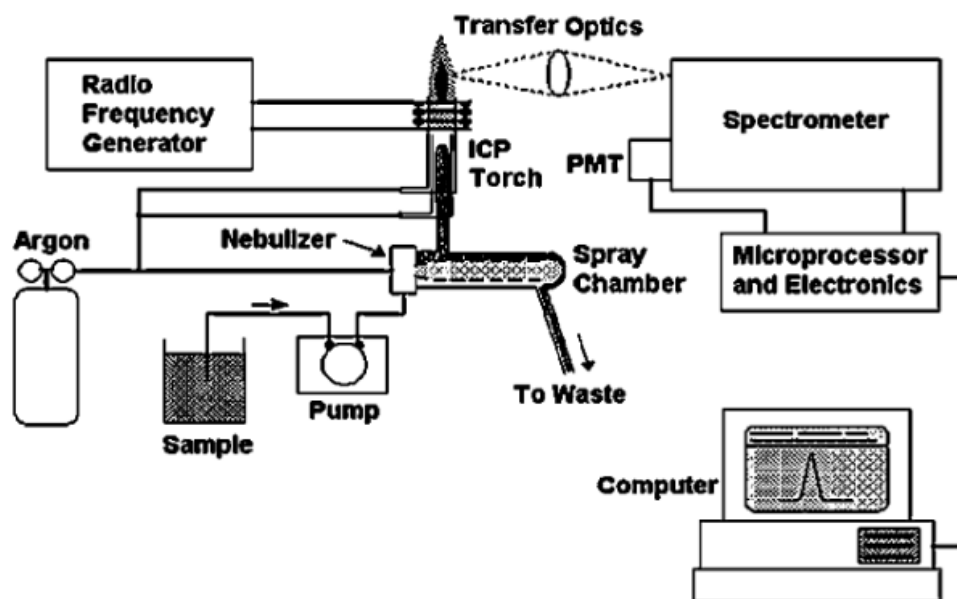 Transfer Optics
Radio
Frequency
Generator
Spectrometer
ICP
Torch
PMT
Argon
Nebulizer
Spray
Chamber
Microprocessor
and Electronics
To Waste
Pump
Sample
Computer